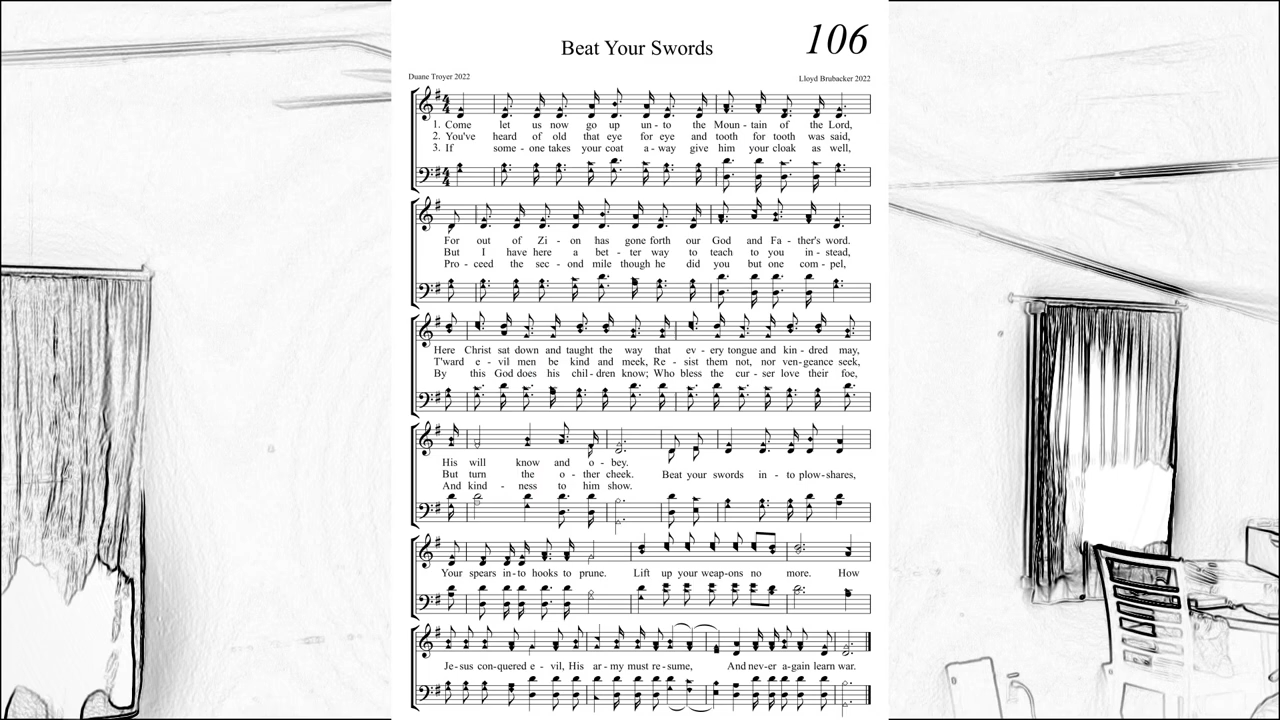 106
Beat Your Swords
Duane Troyer 2022
Lloyd Brubacker 2022
1. Come let us now go up un - to the Moun - tain of the Lord,
2. You've heard of old that eye for eye and tooth for tooth was said,
3. If some - one takes your coat a - way give him your cloak as well,
For out of Zi - on has gone forth our God and Fa - ther's word.
But I have here a bet - ter way to teach to you in - stead,
Pro - ceed the sec - ond mile though he did you but one com - pel,
Here Christ sat down and taught the way that ev - ery tongue and kin - dred may,
T'ward e - vil men be kind and meek, Re - sist them not, nor ven - geance seek,
By this God does his chil - dren know; Who bless the cur - ser love their foe,
His will know and o - bey.
But turn the o - ther cheek. Beat your swords in - to plow - shares,
And kind - ness to him show.
Your spears in - to hooks to prune. Lift up your weap - ons no more. How
Je - sus con - quered e - vil, His ar - my must re - sume, And nev - er a - gain learn war.